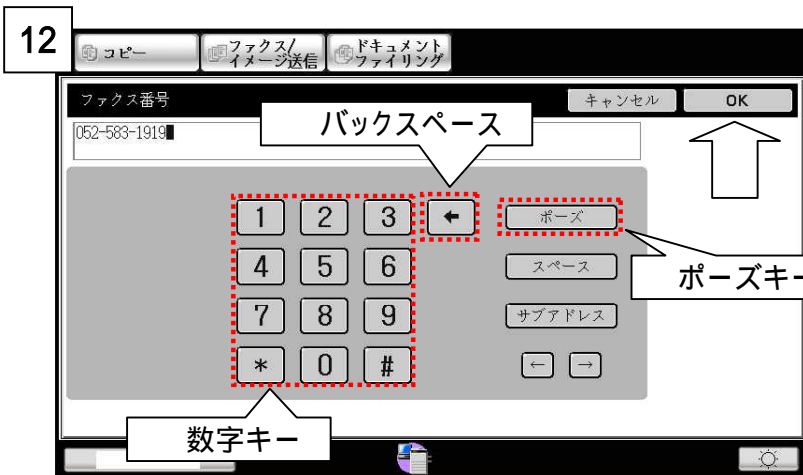 12
コピー
ファクス/
イメージ送信
ドキュメント
ファイリング
ファクス番号
キャンセル
OK
052-583-1919
バックスペース
1 2 3 ← ポーズ
ポーズキー
4 5 6 スペース
7 8 9 サブアドレス
* 0 # ← →
数字キー